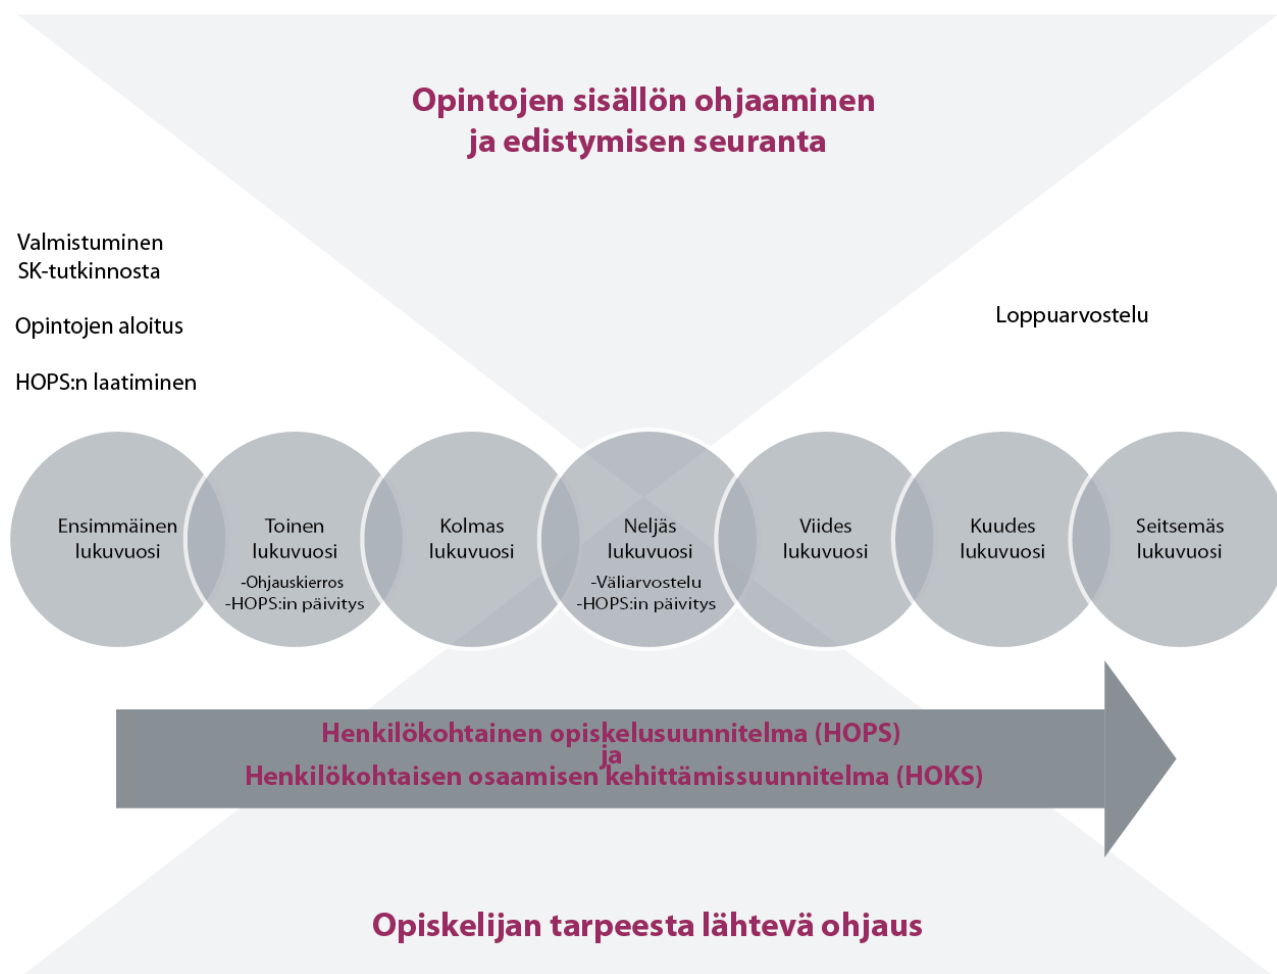 Opintojen sisällön ohjaaminen
ja edistymisen seuranta
Valmistuminen
SK-tutkinnosta
Opintojen aloitus
HOPS:n laatiminen
Loppuarvostelu
Ensimmäinen
lukuvuosi
Toinen
lukuvuosi
-Ohjauskierros
-HOPS:in päivitys
Kolmas
lukuvuosi
Neljäs
lukuvuosi
-Väliarvostelu
-HOPS:in päivitys
Viides
lukuvuosi
Kuudes
lukuvuosi
Seitsemäs
lukuvuosi
Henkilökohtainen opiskelusuunnitelma (HOPS)
ja
Henkilökohtaisen osaamisen kehittämissuunnitelma (HOKS)
Opiskelijan tarpeesta lähtevä ohjaus